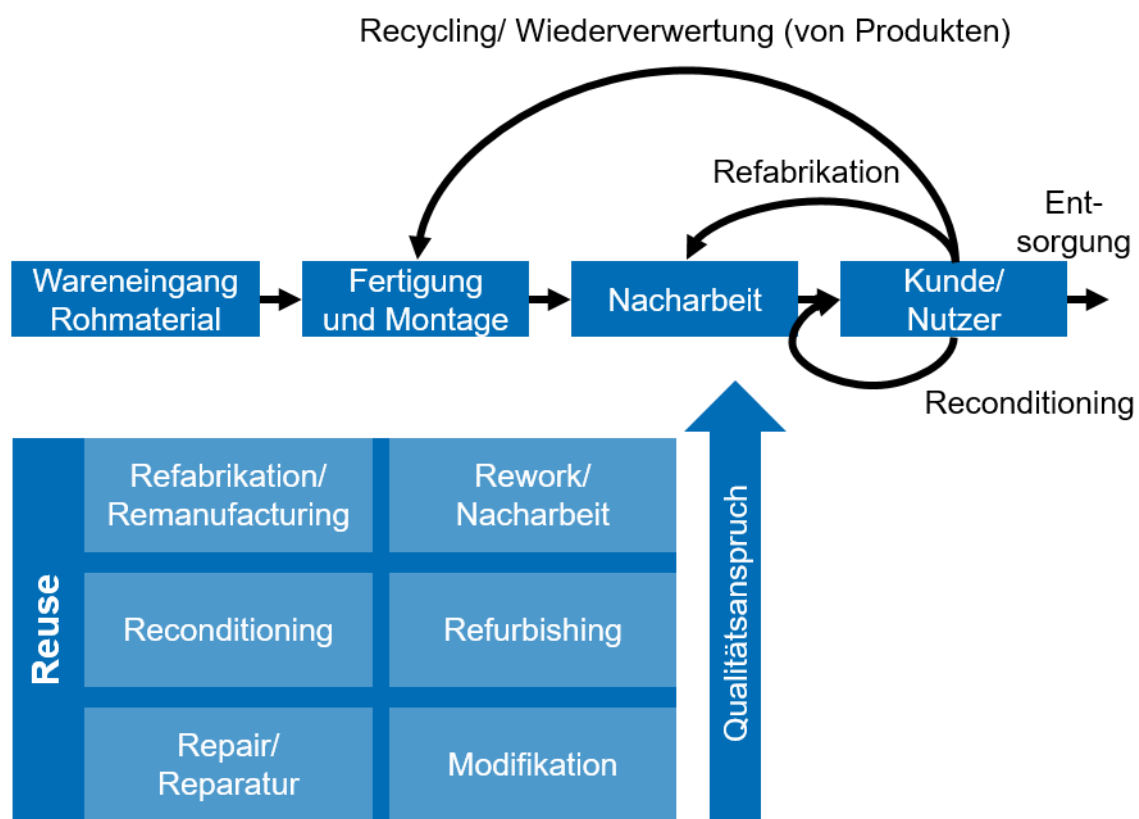 Recycling/ Wiederverwertung (von Produkten)
Refabrikation
Ent-
sorgung
Wareneingang
Rohmaterial
Fertigung
und Montage
Nacharbeit
Kunde/
Nutzer
Reconditioning
Reuse
Refabrikation/
Remanufacturing
Rework/
Nacharbeit
Reconditioning
Refurbishing
Repair/
Reparatur
Modifikation
Qualitätsanspruch